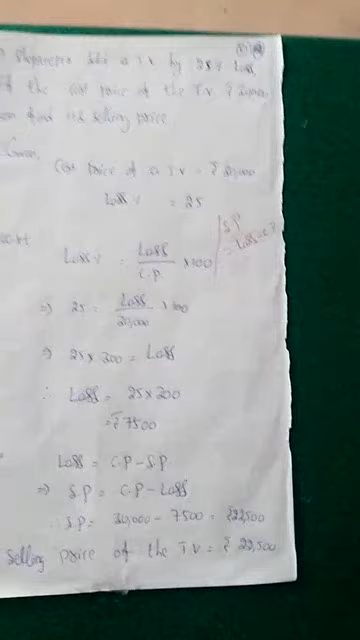 Shopkeeper sold a T.V by 25% Loss
If the cost price of the T.V. ₹ 30,000
then find its selling price
Given,
Cost Price of a T.V = ₹ 30,000
Loss % = 25
Loss % = Loss/C.P. × 100
S.P
⇒ 25 = Loss/30,000 × 100
⇒ 25 × 300 = Loss
∴ Loss = 25 × 300
= ₹ 7500
Loss = C.P - S.P
⇒ S.P = C.P - Loss
∴ S.P = 30,000 - 7500 = ₹22,500
Selling price of the T.V = ₹ 22,500